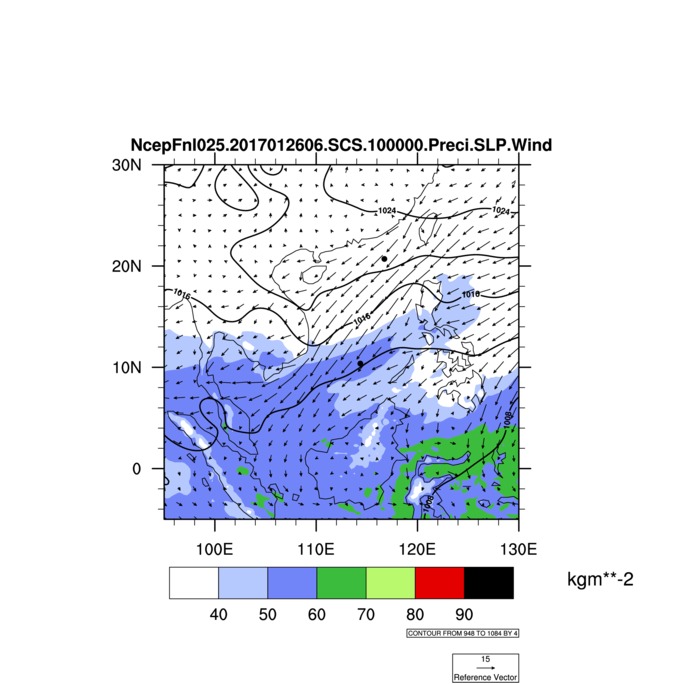 NcepFnl025.2017012606.SCS.100000.Preci.SLP.Wind
30N
1024
1024
20N
1016
1016
1016
10N
1008
0
1008
100E 110E 120E 130E
kgm**-2
40 50 60 70 80 90
CONTOUR FROM 948 TO 1084 BY 4
15
Reference Vector